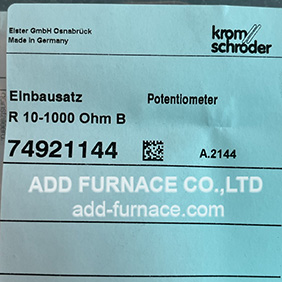 Elster GmbH Osnabrück
Made in Germany
krom
schröder
Einbausatz Potentiometer
R 10-1000 Ohm B
74921144 A.2144
ADD FURNACE CO.,LTD
add-furnace.com